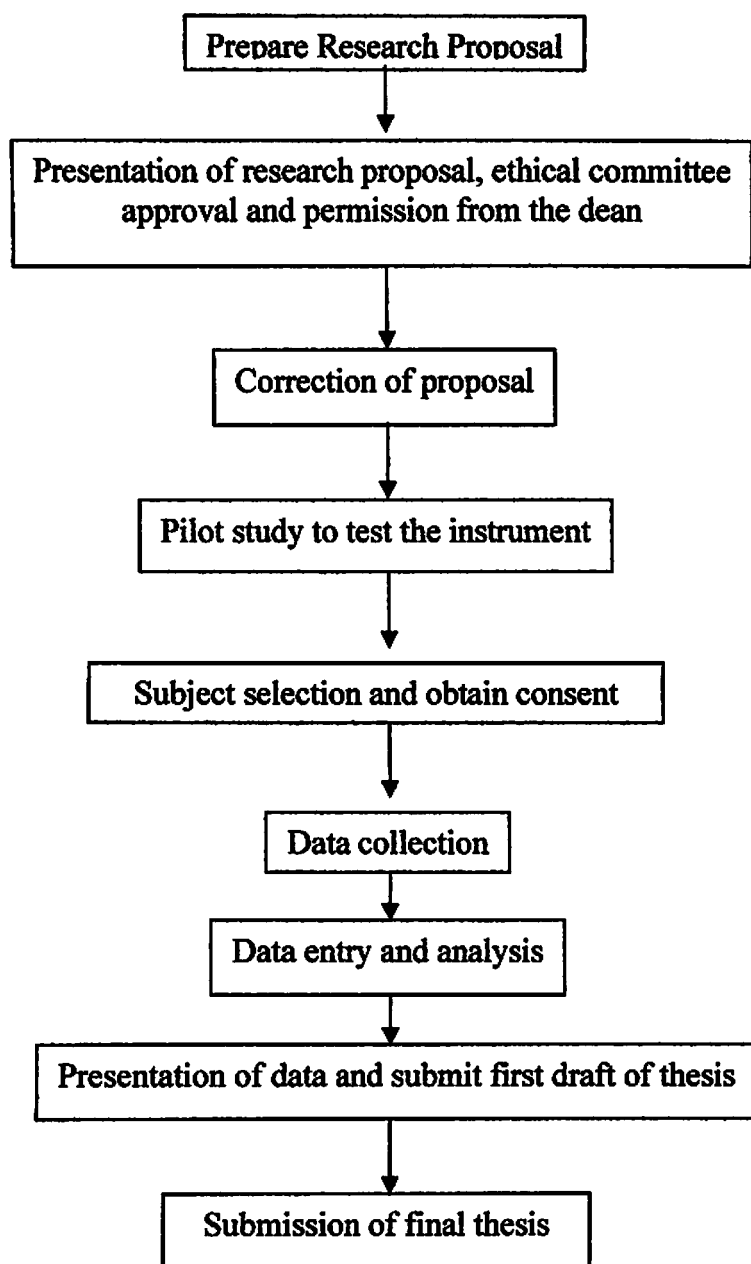 Prepare Research Proposal
Presentation of research proposal, ethical committee
approval and permission from the dean
Correction of proposal
Pilot study to test the instrument
Subject selection and obtain consent
Data collection
Data entry and analysis
Presentation of data and submit first draft of thesis
Submission of final thesis